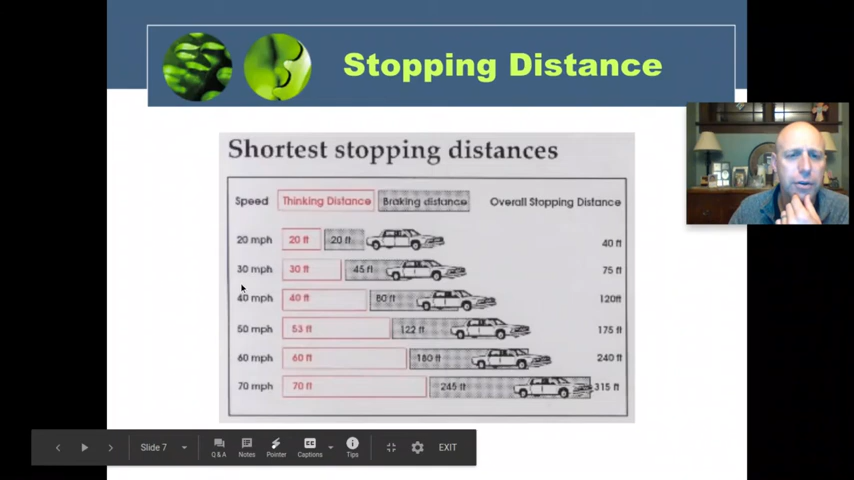 Stopping Distance
Shortest stopping distances
Speed Thinking Distance Braking distance Overall Stopping Distance
20 mph 20 ft 20 ft 40 ft
30 mph 30 ft 45 ft 75 ft
40 mph 40 ft 80 ft 120ft
50 mph 53 ft 122 ft 175 ft
60 mph 60 ft 180 ft 240 ft
70 mph 70 ft 245 ft 315 ft
Slide 7 Q & A Notes Pointer Captions Tips EXIT